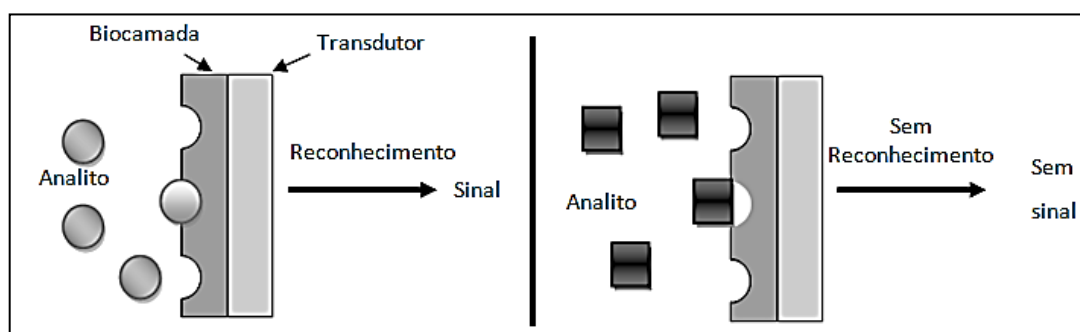 Biocamada
Transdutor
Analito
Reconhecimento
Sinal
Analito
Sem
Reconhecimento
Sem
sinal